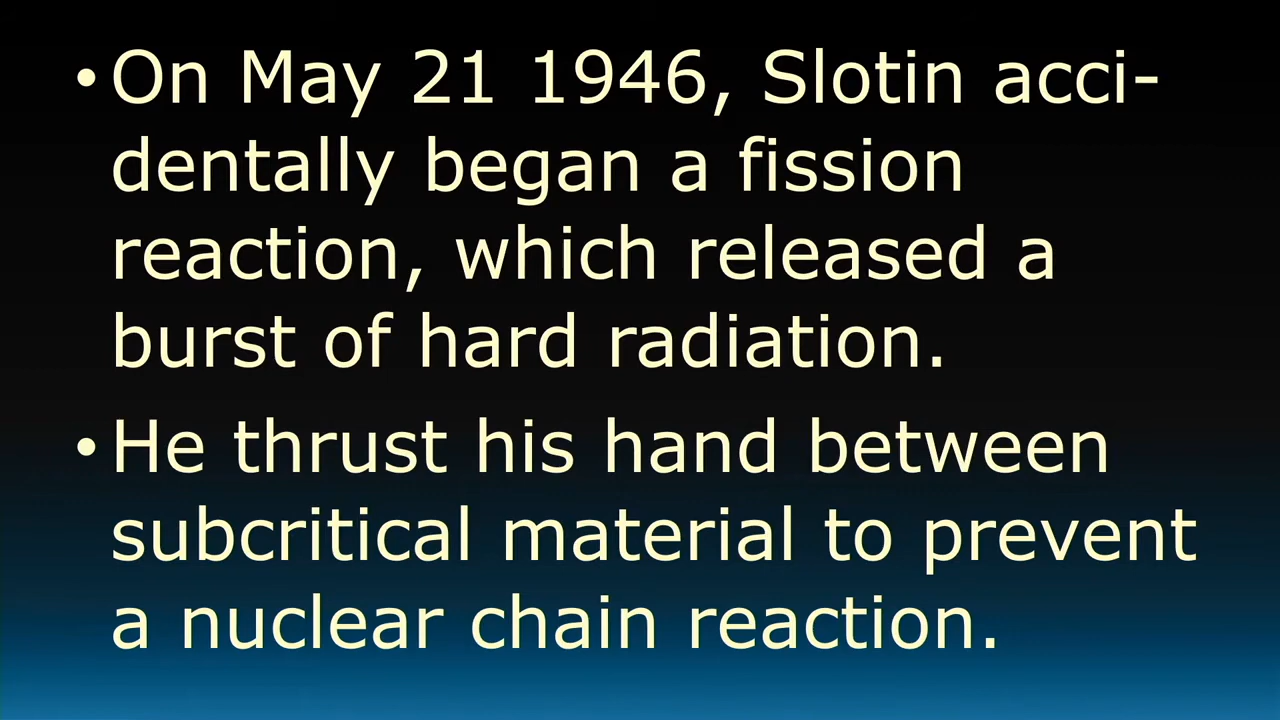 •On May 21 1946, Slotin acci-
dentally began a fission
reaction, which released a
burst of hard radiation.
•He thrust his hand between
subcritical material to prevent
a nuclear chain reaction.